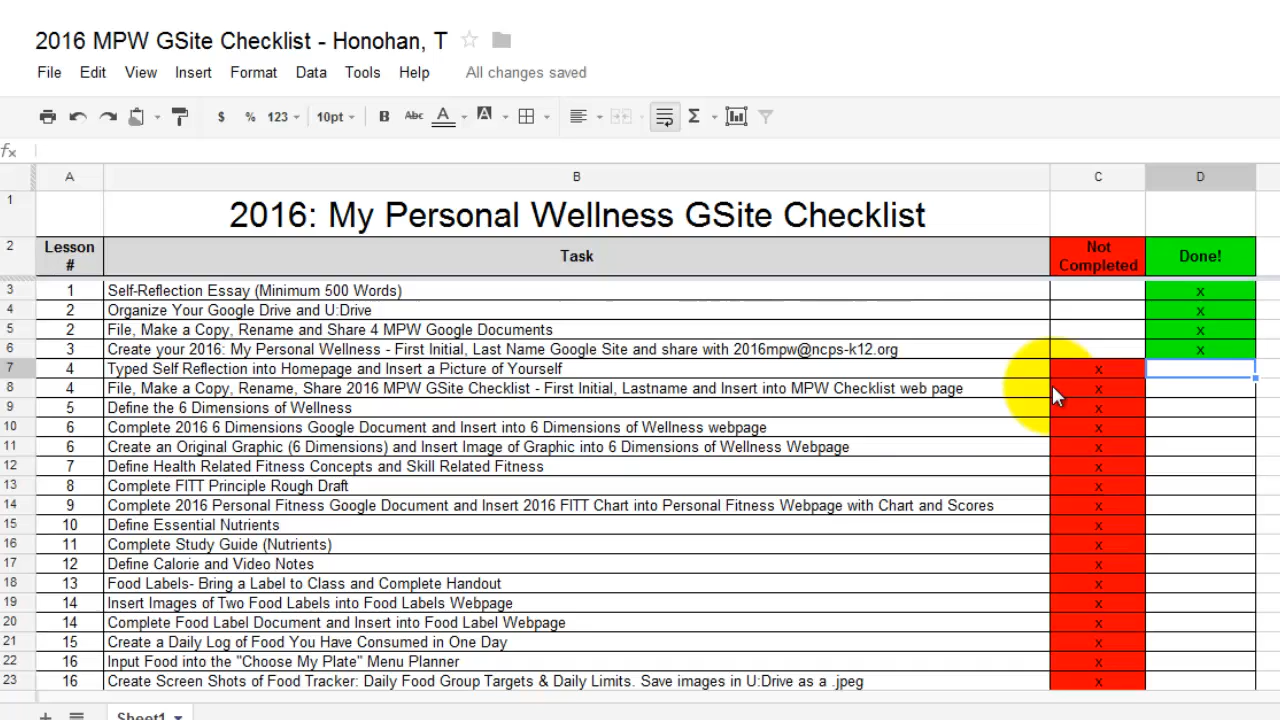 2016 MPW GSite Checklist - Honohan, T
File Edit View Insert Format Data Tools Help All changes saved
$ % 123 10pt B Abc A A Σ
fx
A B C D
1 2016: My Personal Wellness GSite Checklist
2 Lesson # Task Not Completed Done!
3 1 Self-Reflection Essay (Minimum 500 Words) x
4 2 Organize Your Google Drive and U:Drive x
5 2 File, Make a Copy, Rename and Share 4 MPW Google Documents x
6 3 Create your 2016: My Personal Wellness - First Initial, Last Name Google Site and share with 2016mpw@ncps-k12.org x
7 4 Typed Self Reflection into Homepage and Insert a Picture of Yourself x
8 4 File, Make a Copy, Rename, Share 2016 MPW GSite Checklist - First Initial, Lastname and Insert into MPW Checklist web page x
9 5 Define the 6 Dimensions of Wellness x
10 6 Complete 2016 6 Dimensions Google Document and Insert into 6 Dimensions of Wellness webpage x
11 6 Create an Original Graphic (6 Dimensions) and Insert Image of Graphic into 6 Dimensions of Wellness Webpage x
12 7 Define Health Related Fitness Concepts and Skill Related Fitness x
13 8 Complete FITT Principle Rough Draft x
14 9 Complete 2016 Personal Fitness Google Document and Insert 2016 FITT Chart into Personal Fitness Webpage with Chart and Scores x
15 10 Define Essential Nutrients x
16 11 Complete Study Guide (Nutrients) x
17 12 Define Calorie and Video Notes x
18 13 Food Labels- Bring a Label to Class and Complete Handout x
19 14 Insert Images of Two Food Labels into Food Labels Webpage x
20 14 Complete Food Label Document and Insert into Food Label Webpage x
21 15 Create a Daily Log of Food You Have Consumed in One Day x
22 16 Input Food into the "Choose My Plate" Menu Planner x
23 16 Create Screen Shots of Food Tracker: Daily Food Group Targets & Daily Limits. Save images in U:Drive as a .jpeg x
Sheet1